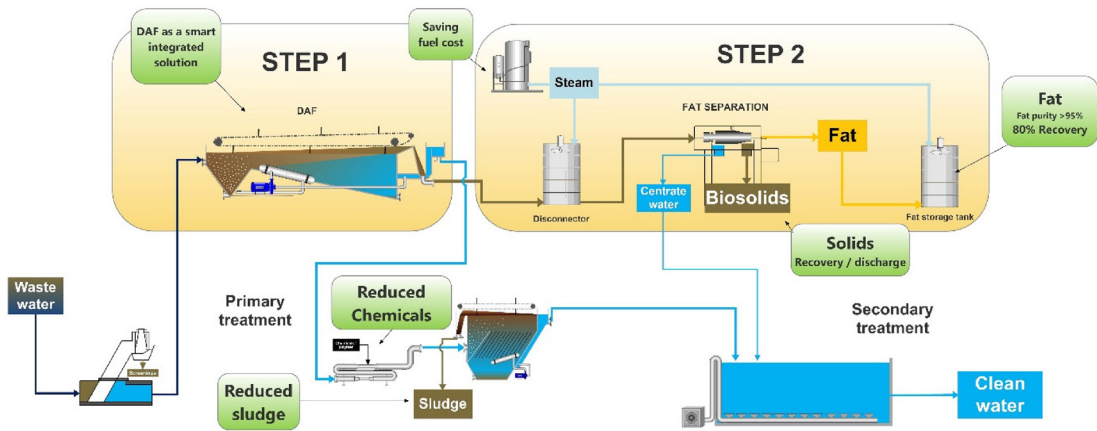 DAF as a smart
integrated
solution
STEP 1
DAF
Saving
fuel cost
STEP 2
Steam
FAT SEPARATION
Fat
Fat
Fat purity >95%
80% Recovery
Disconnector
Centrate
water
Biosolids
Fat storage tank
Solids
Recovery / discharge
Waste
water
Screenings
Primary
treatment
Reduced
Chemicals
Reduced
sludge
Sludge
Secondary
treatment
Clean
water